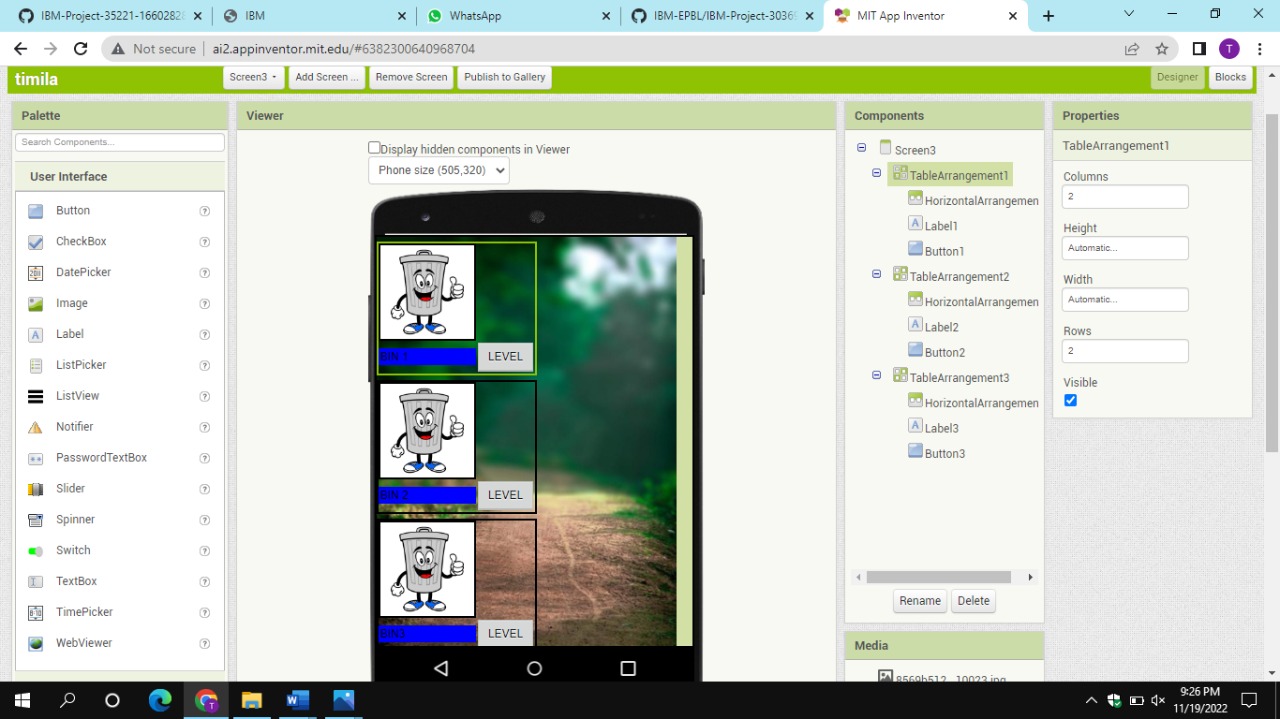 IBM-Project-35221-16602828
IBM
WhatsApp
IBM-EPBL/IBM-Project-3036
MIT App Inventor
Not secure
ai2.appinventor.mit.edu/#6382300640968704
T
timila
Screen3
Add Screen ...
Remove Screen
Publish to Gallery
Designer
Blocks
Palette
Search Components...
User Interface
Button
CheckBox
DatePicker
Image
Label
ListPicker
ListView
Notifier
PasswordTextBox
Slider
Spinner
Switch
TextBox
TimePicker
WebViewer
Viewer
Display hidden components in Viewer
Phone size (505,320)
BIN 1
LEVEL
BIN 2
LEVEL
BIN3
LEVEL
Components
Screen3
TableArrangement1
HorizontalArrangemen
Label1
Button1
TableArrangement2
HorizontalArrangemen
Label2
Button2
TableArrangement3
HorizontalArrangemen
Label3
Button3
Rename
Delete
Media
8569b512...10023.jpg
Properties
TableArrangement1
Columns
2
Height
Automatic...
Width
Automatic...
Rows
2
Visible
9:26 PM
11/19/2022